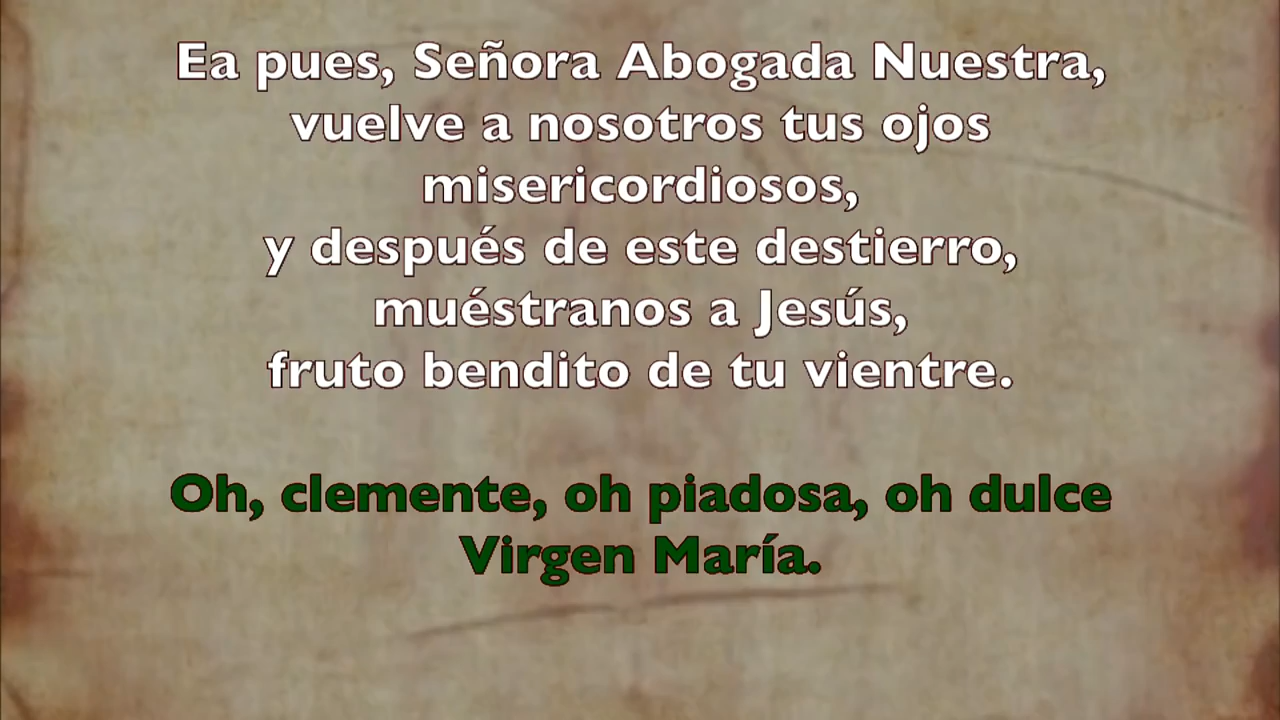 Ea pues, Señora Abogada Nuestra,
vuelve a nosotros tus ojos
misericordiosos,
y después de este destierro,
muéstranos a Jesús,
fruto bendito de tu vientre.
Oh, clemente, oh piadosa, oh dulce
Virgen María.